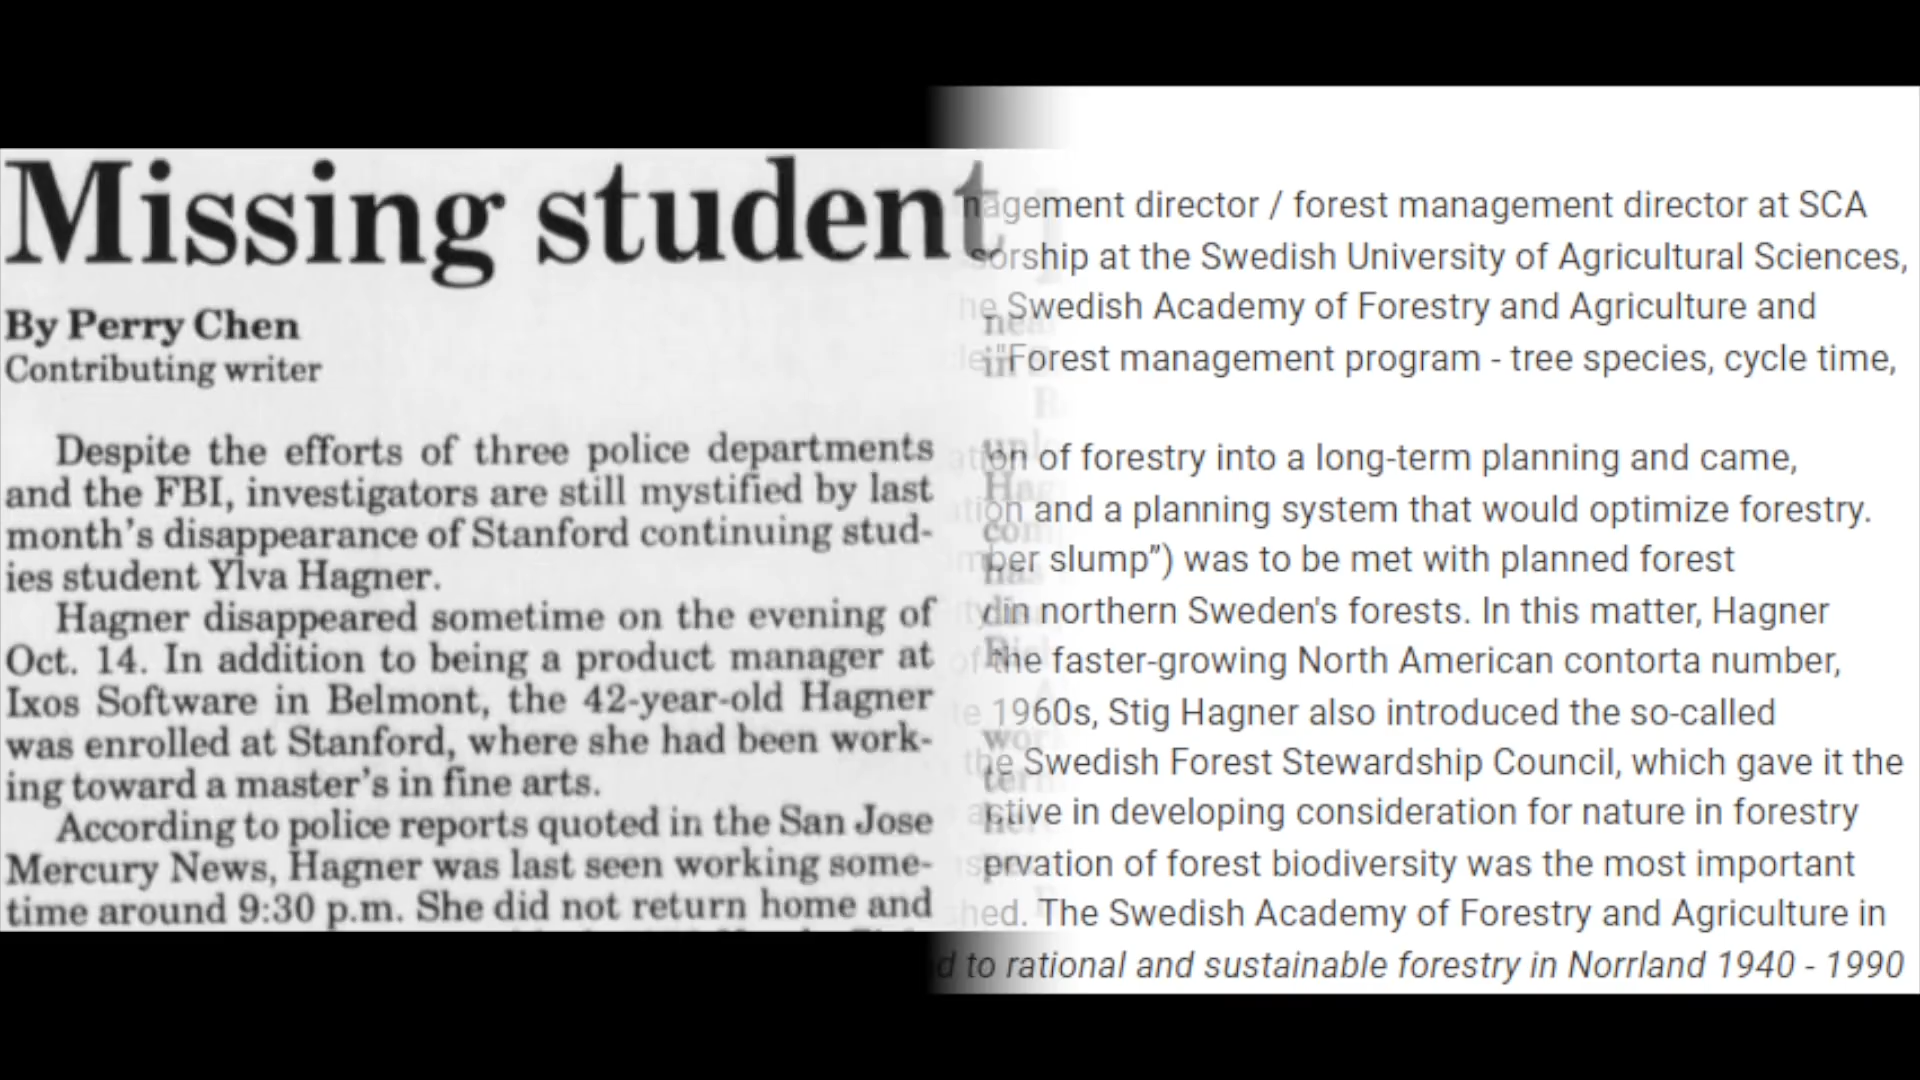 Missing student
By Perry Chen
Contributing writer
Despite the efforts of three police departments
and the FBI, investigators are still mystified by last
month's disappearance of Stanford continuing stud-
ies student Ylva Hagner.
Hagner disappeared sometime on the evening of
Oct. 14. In addition to being a product manager at
Ixos Software in Belmont, the 42-year-old Hagner
was enrolled at Stanford, where she had been work-
ing toward a master's in fine arts.
According to police reports quoted in the San Jose
Mercury News, Hagner was last seen working some-
time around 9:30 p.m. She did not return home and
nagement director / forest management director at SCA
sorship at the Swedish University of Agricultural Sciences,
he Swedish Academy of Forestry and Agriculture and
"Forest management program - tree species, cycle time,
ation of forestry into a long-term planning and came,
tion and a planning system that would optimize forestry.
mber slump”) was to be met with planned forest
in northern Sweden's forests. In this matter, Hagner
of the faster-growing North American contorta number,
1960s, Stig Hagner also introduced the so-called
the Swedish Forest Stewardship Council, which gave it the
active in developing consideration for nature in forestry
servation of forest biodiversity was the most important
hed. The Swedish Academy of Forestry and Agriculture in
d to rational and sustainable forestry in Norrland 1940 - 1990